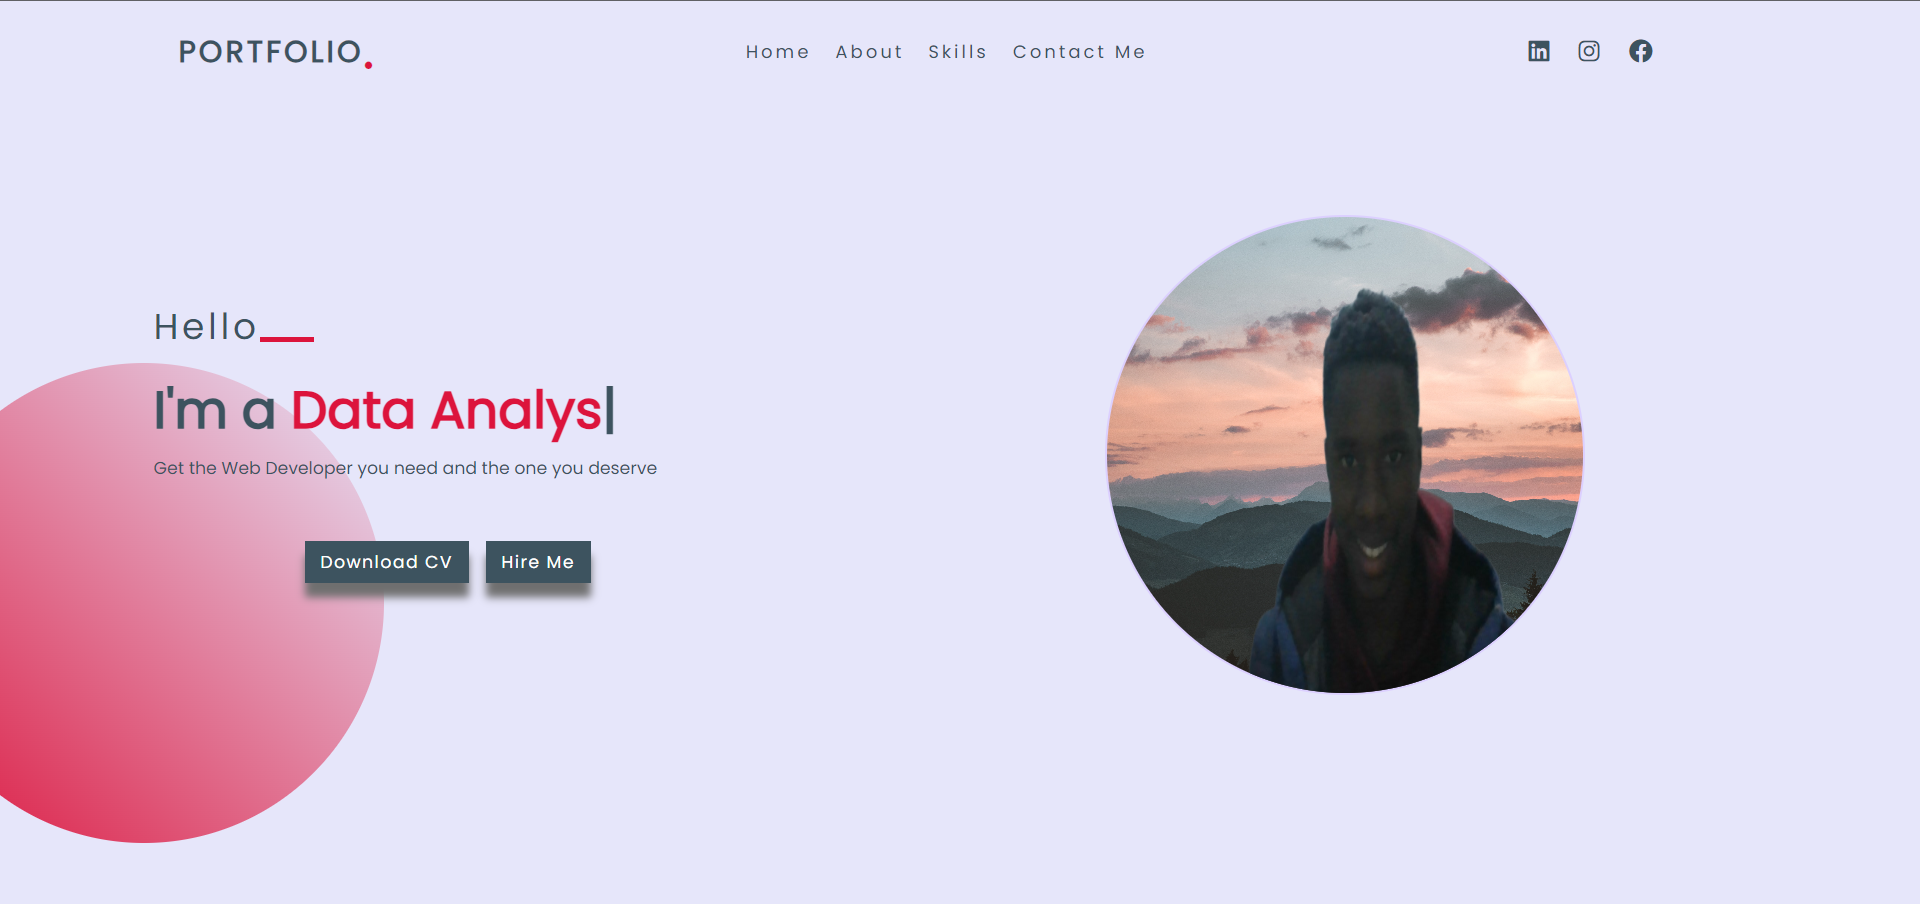 PORTFOLIO.
Home About Skills Contact Me
Hello
I'm a Data Analys|
Get the Web Developer you need and the one you deserve
Download CV Hire Me